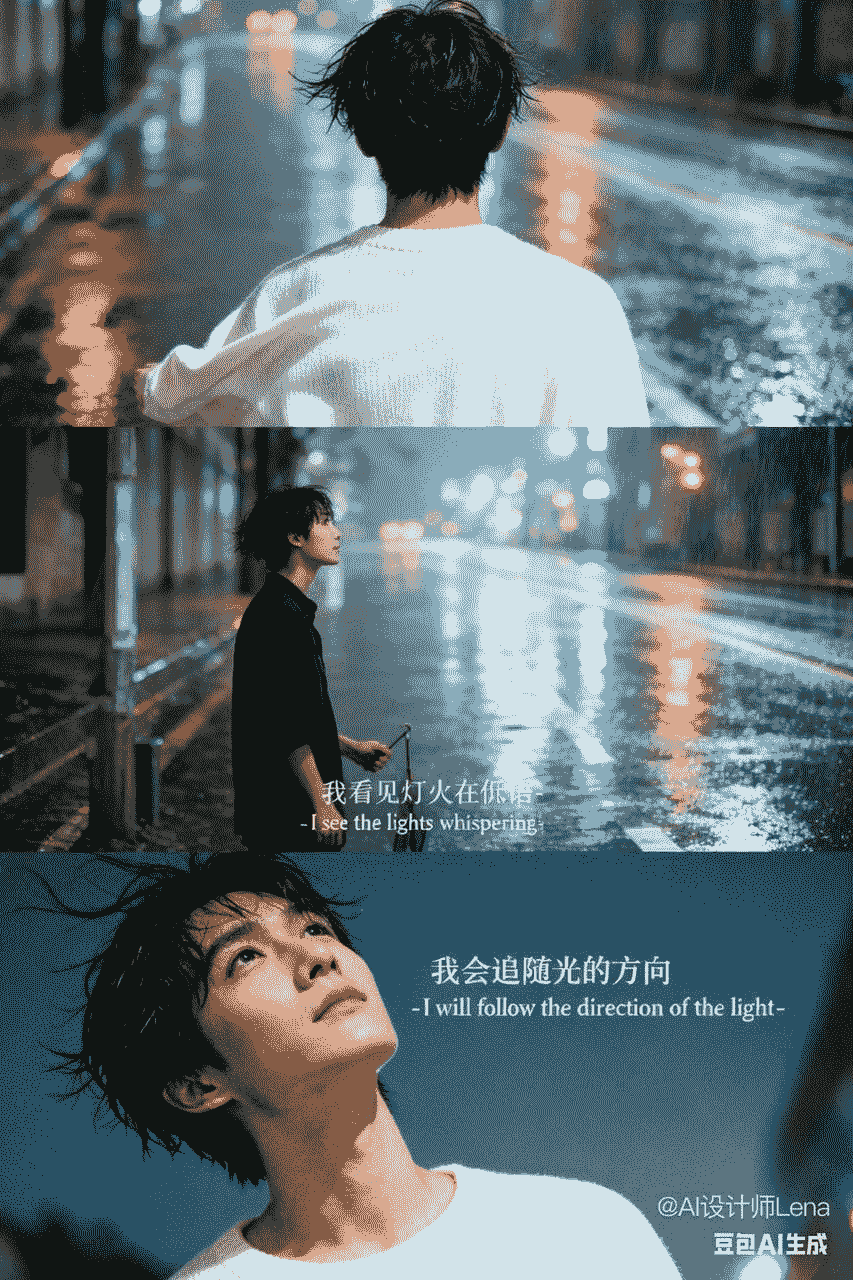 我看见灯火在低语-
-I see the lights whispering-
我会追随光的方向
-I will follow the direction of the light-
@AI设计师Lena
豆包AI生成